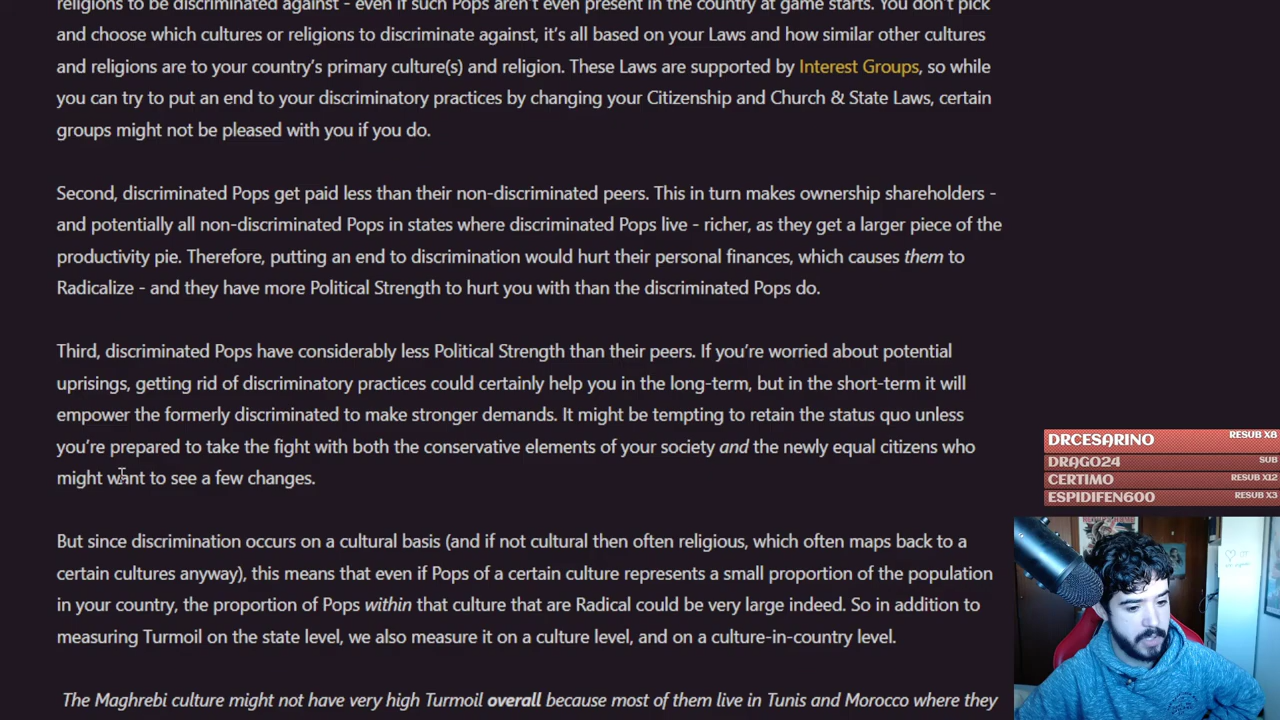 religions to be discriminated against - even if such Pops aren't even present in the country at game starts. You don't pick
and choose which cultures or religions to discriminate against, it's all based on your Laws and how similar other cultures
and religions are to your country's primary culture(s) and religion. These Laws are supported by Interest Groups, so while
you can try to put an end to your discriminatory practices by changing your Citizenship and Church & State Laws, certain
groups might not be pleased with you if you do.
Second, discriminated Pops get paid less than their non-discriminated peers. This in turn makes ownership shareholders -
and potentially all non-discriminated Pops in states where discriminated Pops live - richer, as they get a larger piece of the
productivity pie. Therefore, putting an end to discrimination would hurt their personal finances, which causes them to
Radicalize - and they have more Political Strength to hurt you with than the discriminated Pops do.
Third, discriminated Pops have considerably less Political Strength than their peers. If you're worried about potential
uprisings, getting rid of discriminatory practices could certainly help you in the long-term, but in the short-term it will
empower the formerly discriminated to make stronger demands. It might be tempting to retain the status quo unless
you're prepared to take the fight with both the conservative elements of your society and the newly equal citizens who
might want to see a few changes.
But since discrimination occurs on a cultural basis (and if not cultural then often religious, which often maps back to a
certain cultures anyway), this means that even if Pops of a certain culture represents a small proportion of the population
in your country, the proportion of Pops within that culture that are Radical could be very large indeed. So in addition to
measuring Turmoil on the state level, we also measure it on a culture level, and on a culture-in-country level.
The Maghrebi culture might not have very high Turmoil overall because most of them live in Tunis and Morocco where they
DRCESARINO RESUB X8
DRAGO24 SUB
CERTIMO RESUB X12
ESPIDIFEN600 RESUB X3